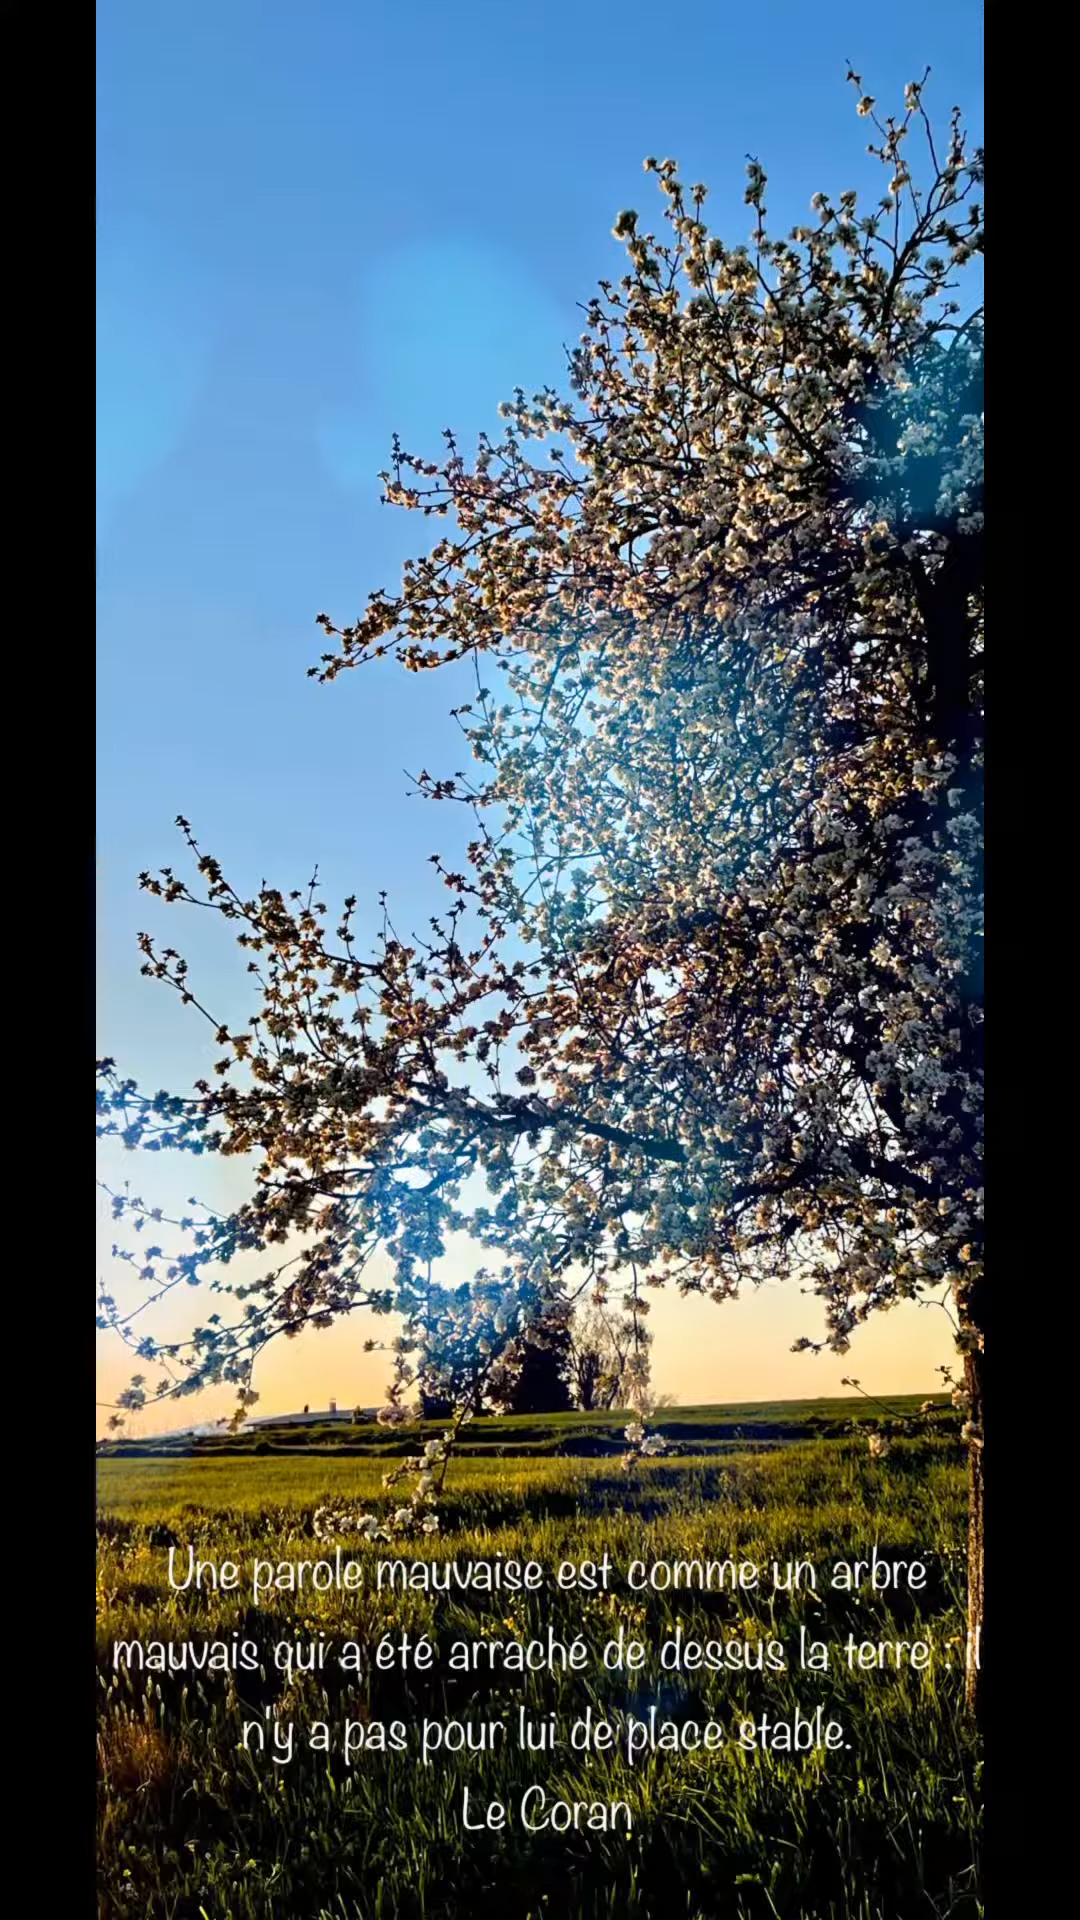 Une parole mauvaise est comme un arbre
mauvais qui a été arraché de dessus la terre ; il
n'y a pas pour lui de place stable.
Le Coran